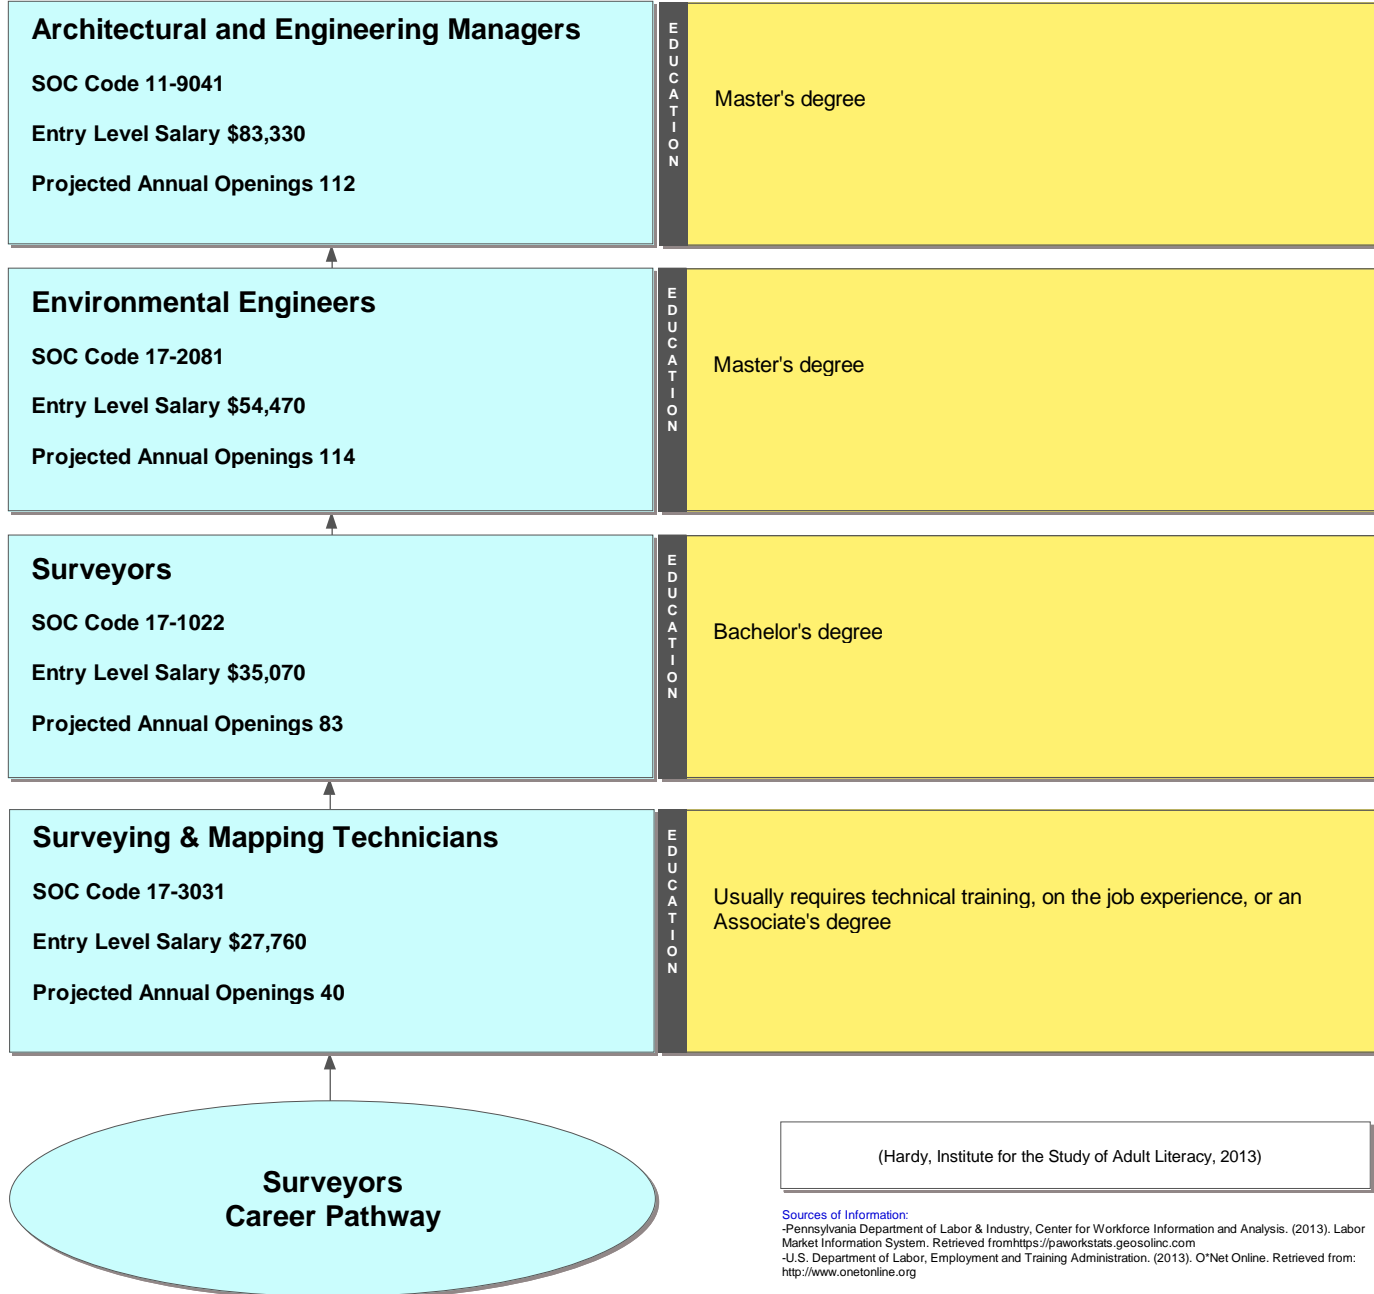 Architectural and Engineering Managers
SOC Code 11-9041
Entry Level Salary $83,330
Projected Annual Openings 112
EDUCATION
Master's degree
Environmental Engineers
SOC Code 17-2081
Entry Level Salary $54,470
Projected Annual Openings 114
EDUCATION
Master's degree
Surveyors
SOC Code 17-1022
Entry Level Salary $35,070
Projected Annual Openings 83
EDUCATION
Bachelor's degree
Surveying & Mapping Technicians
SOC Code 17-3031
Entry Level Salary $27,760
Projected Annual Openings 40
EDUCATION
Usually requires technical training, on the job experience, or an
Associate's degree
Surveyors
Career Pathway
(Hardy, Institute for the Study of Adult Literacy, 2013)
Sources of Information:
-Pennsylvania Department of Labor & Industry, Center for Workforce Information and Analysis. (2013). Labor
Market Information System. Retrieved fromhttps://paworkstats.geosolinc.com
-U.S. Department of Labor, Employment and Training Administration. (2013). O*Net Online. Retrieved from:
http://www.onetonline.org